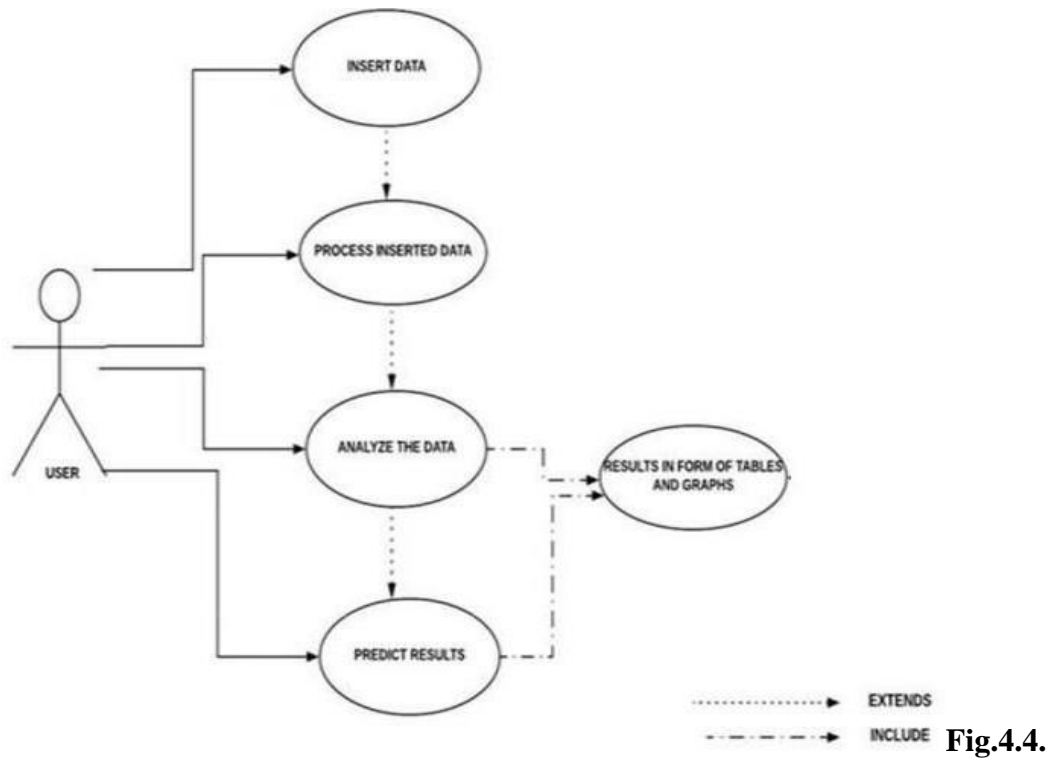 INSERT DATA
PROCESS INSERTED DATA
ANALYZE THE DATA
RESULTS IN FORM OF TABLES
AND GRAPHS
USER
PREDICT RESULTS
EXTENDS
INCLUDE
Fig.4.4.